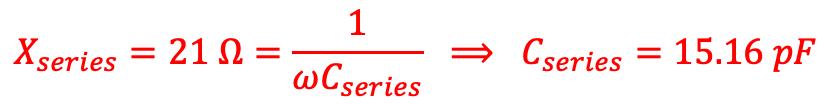 X_series = 21 Ω = 1 / ωC_series ⟹ C_series = 15.16 pF